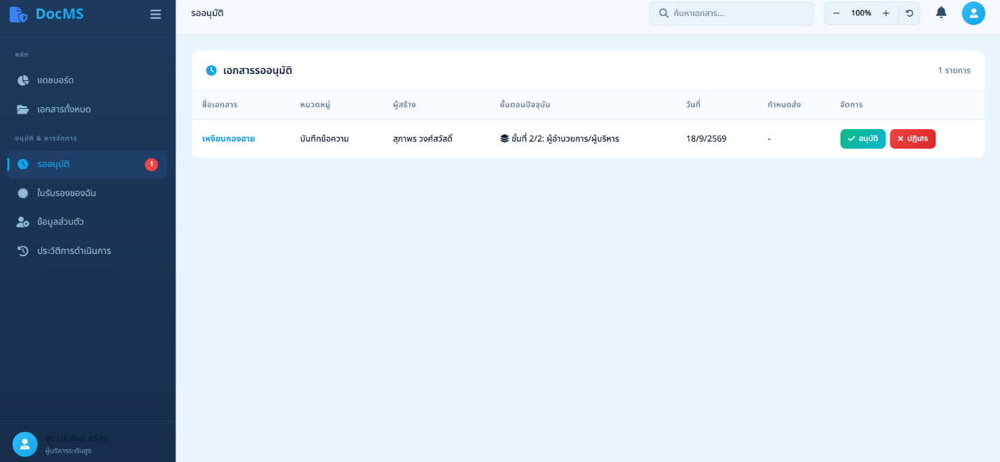 DocMS
รออนุมัติ
ค้นหาเอกสาร...
100%
หลัก
แดชบอร์ด
เอกสารทั้งหมด
อนุมัติ & การจัดการ
รออนุมัติ 1
ใบรับรองของฉัน
ข้อมูลส่วนตัว
ประวัติการดำเนินการ
ดร.ประพันธ์ ศรีสุข
ผู้บริหารระดับสูง
เอกสารรออนุมัติ 1 รายการ
ชื่อเอกสาร หมวดหมู่ ผู้สร้าง ขั้นตอนปัจจุบัน วันที่ กำหนดส่ง จัดการ
เหงียนกองฮาย บันทึกข้อความ สุภาพร วงศ์สวัสดิ์ ขั้นที่ 2/2: ผู้อำนวยการ/ผู้บริหาร 18/9/2569 - อนุมัติ ปฏิเสธ